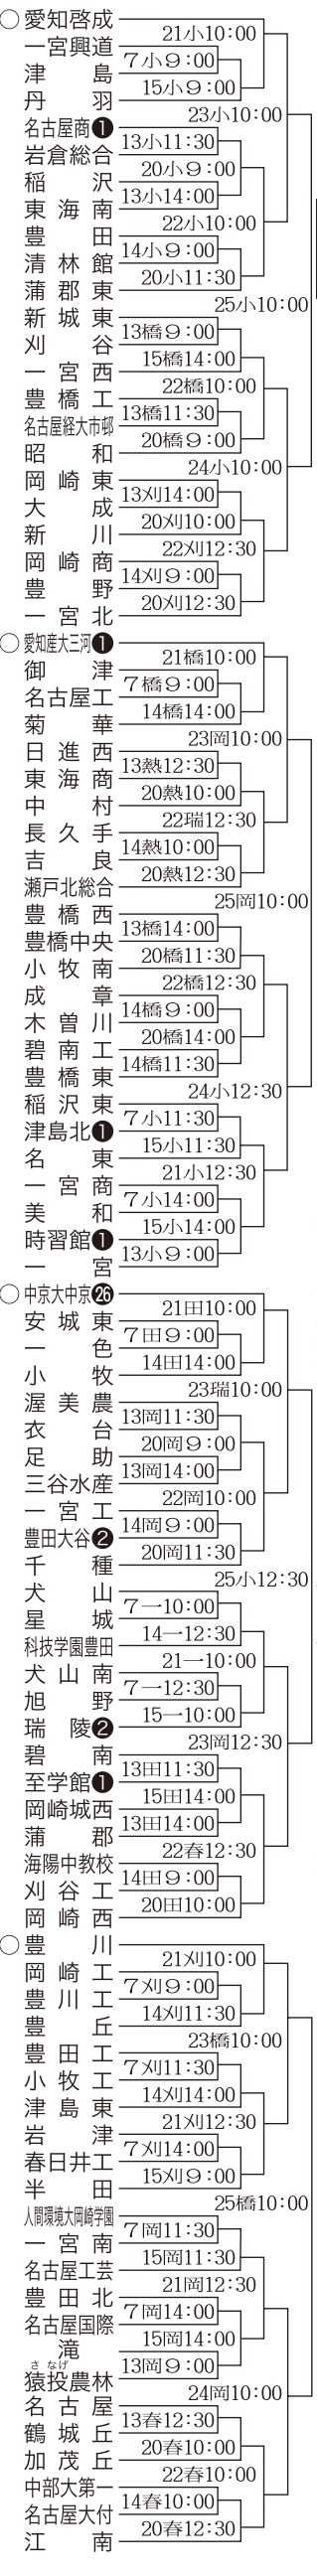 ○愛知啓成
21小10:00
一宮興道
7小9:00
津島
15小9:00
丹羽
23小10:00
名古屋商❶
13小11:30
岩倉総合
20小9:00
稲沢
13小14:00
東海南
22小10:00
豊田
14小9:00
清林館
20小11:30
蒲郡東
25小10:00
新城東
13橋9:00
刈谷
15橋14:00
一宮西
22橋10:00
豊橋工
13橋11:30
名古屋経大市邨
20橋9:00
昭和
24小10:00
岡崎東
13刈14:00
大成
20刈10:00
新川
22刈12:30
岡崎商
14刈9:00
豊野
20刈12:30
一宮北
○愛知産大三河❶
21橋10:00
御津
7橋9:00
名古屋工
14橋14:00
菊華
23岡10:00
日進西
13熱12:30
東海商
20熱10:00
中村
22瑞12:30
長久手
14熱10:00
吉良
20熱12:30
瀬戸北総合
25岡10:00
豊橋西
13橋14:00
豊橋中央
20橋11:30
小牧南
22橋12:30
成章
14橋9:00
木曽川
20橋14:00
碧南工
14橋11:30
豊橋東
24小12:30
稲沢東
7小11:30
津島北❶
15小11:30
名東
21小12:30
一宮商
7小14:00
美和
15小14:00
時習館❶
13小9:00
一宮
○中京大中京㉖
21田10:00
安城東
7田9:00
一色
14田14:00
小牧
23瑞10:00
渥美農
13岡11:30
衣台
20岡9:00
足助
13岡14:00
三谷水産
22岡10:00
一宮工
14岡9:00
豊田大谷❷
20岡11:30
千種
25小12:30
犬山
7一10:00
星城
14一12:30
科技学園豊田
21一10:00
犬山南
7一12:30
旭野
15一10:00
瑞陵❷
23岡12:30
碧南
13田11:30
至学館❶
15田14:00
岡崎城西
13田14:00
蒲郡
22春12:30
海陽中教校
14田9:00
刈谷工
20田10:00
岡崎西
○豊川
21刈10:00
岡崎工
7刈9:00
豊川工
14刈11:30
豊丘
23橋10:00
豊田工
7刈11:30
小牧工
14刈14:00
津島東
21刈12:30
岩津
7刈14:00
春日井工
15刈9:00
半田
25橋10:00
人間環境大岡崎学園
7岡11:30
一宮南
15岡11:30
名古屋工芸
21岡12:30
豊田北
7岡14:00
名古屋国際
15岡14:00
滝
13岡9:00
さなげ
猿投農林
24岡10:00
名古屋
13春12:30
鶴城丘
20春10:00
加茂丘
22春10:00
中部大第一
14春10:00
名古屋大付
20春12:30
江南